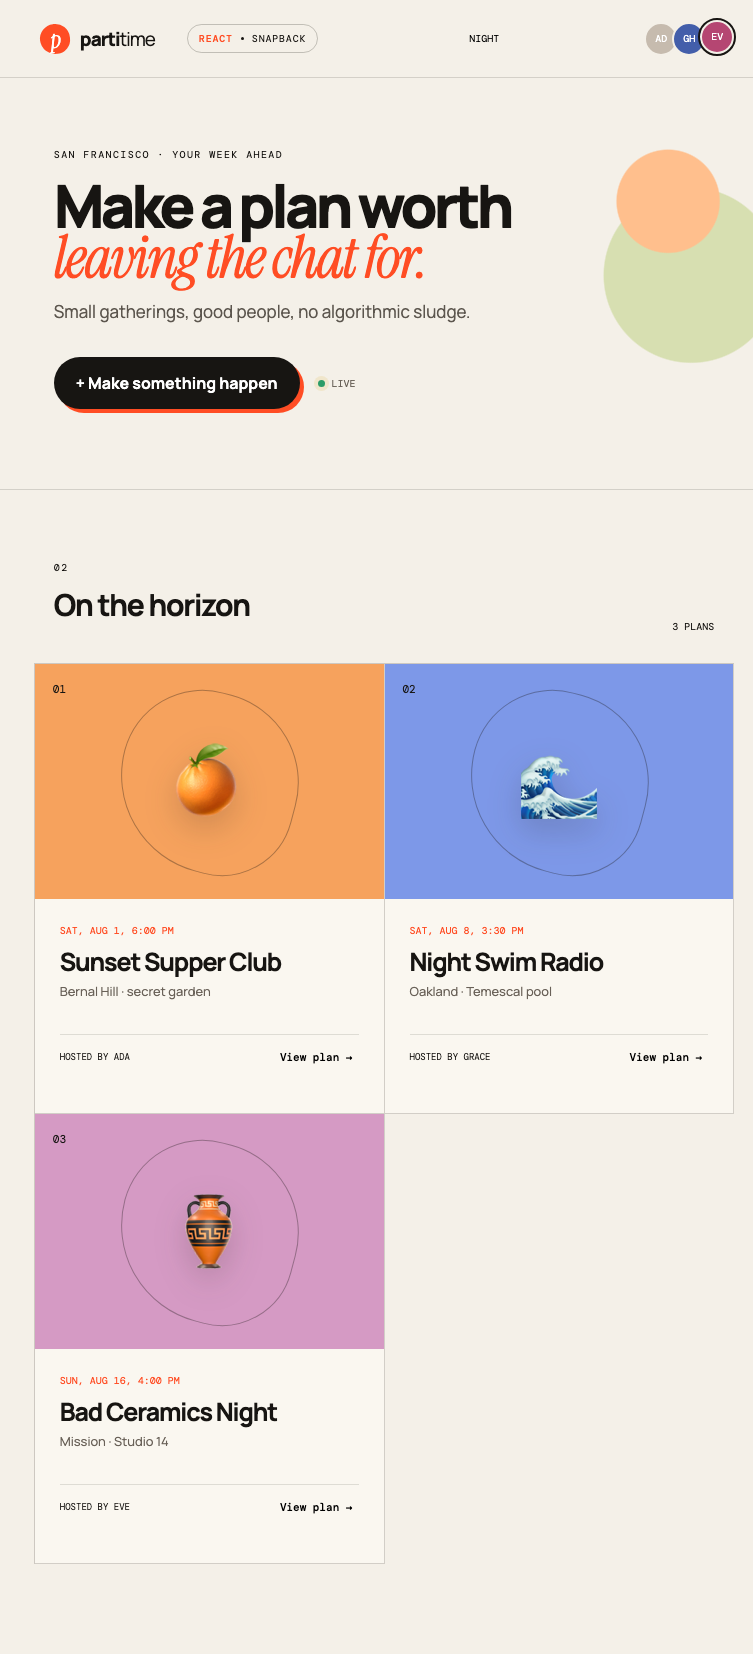 partitime
REACT • SNAPBACK
NIGHT
AD
GH
EV
SAN FRANCISCO · YOUR WEEK AHEAD
Make a plan worth
leaving the chat for.
Small gatherings, good people, no algorithmic sludge.
+ Make something happen
LIVE
02
On the horizon
3 PLANS
01
SAT, AUG 1, 6:00 PM
Sunset Supper Club
Bernal Hill · secret garden
HOSTED BY ADA
View plan →
02
SAT, AUG 8, 3:30 PM
Night Swim Radio
Oakland · Temescal pool
HOSTED BY GRACE
View plan →
03
SUN, AUG 16, 4:00 PM
Bad Ceramics Night
Mission · Studio 14
HOSTED BY EVE
View plan →